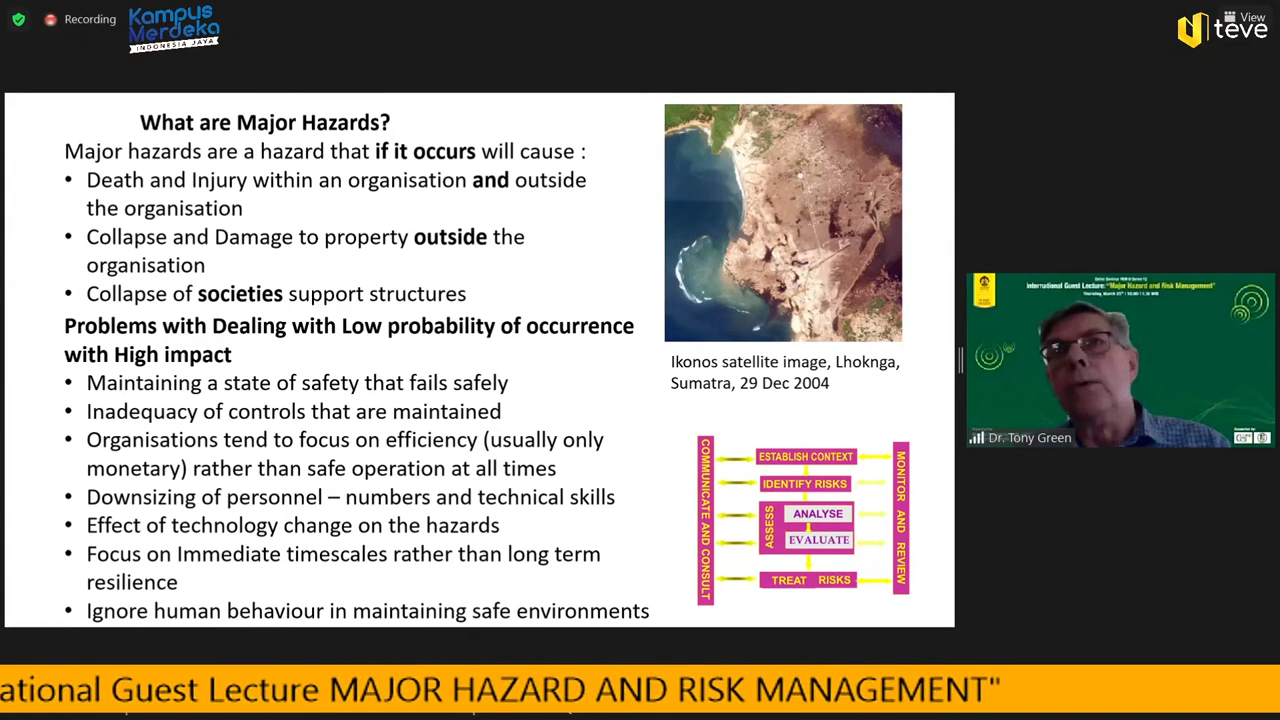 Recording
Kampus
Merdeka
INDONESIA JAYA
View
teve
What are Major Hazards?
Major hazards are a hazard that if it occurs will cause :
• Death and Injury within an organisation and outside
the organisation
• Collapse and Damage to property outside the
organisation
• Collapse of societies support structures
Problems with Dealing with Low probability of occurrence
with High impact
• Maintaining a state of safety that fails safely
• Inadequacy of controls that are maintained
• Organisations tend to focus on efficiency (usually only
monetary) rather than safe operation at all times
• Downsizing of personnel – numbers and technical skills
• Effect of technology change on the hazards
• Focus on Immediate timescales rather than long term
resilience
• Ignore human behaviour in maintaining safe environments
Ikonos satellite image, Lhoknga,
Sumatra, 29 Dec 2004
COMMUNICATE AND CONSULT
ESTABLISH CONTEXT
IDENTIFY RISKS
ASSESS
ANALYSE
EVALUATE
TREAT RISKS
MONITOR AND REVIEW
International Guest Lecture: "Major Hazard and Risk Management"
Dr. Tony Green
ational Guest Lecture MAJOR HAZARD AND RISK MANAGEMENT"